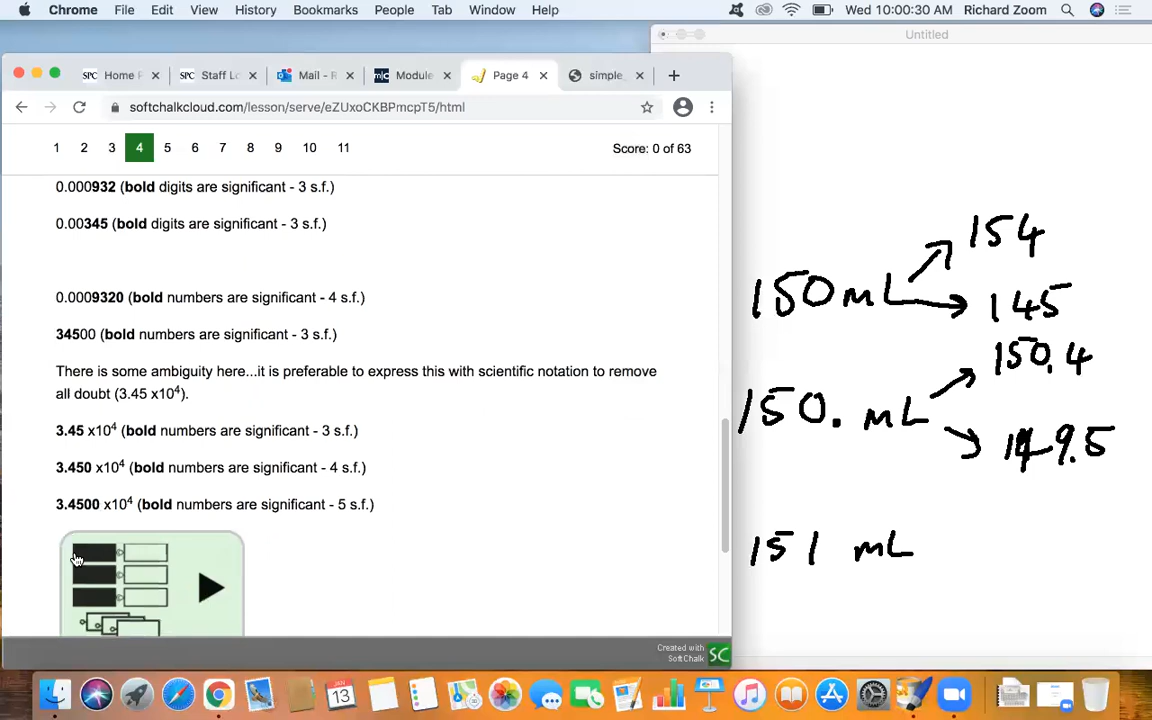 Chrome File Edit View History Bookmarks People Tab Window Help Wed 10:00:30 AM Richard Zoom
Untitled
SPC Home P SPC Staff Lo Mail - R m|c Module Page 4 simple_
softchalkcloud.com/lesson/serve/eZUxoCKBPmcpT5/html
1 2 3 4 5 6 7 8 9 10 11 Score: 0 of 63
0.000932 (bold digits are significant - 3 s.f.)
0.00345 (bold digits are significant - 3 s.f.)
0.0009320 (bold numbers are significant - 4 s.f.)
34500 (bold numbers are significant - 3 s.f.)
There is some ambiguity here...it is preferable to express this with scientific notation to remove
all doubt (3.45 x10⁴).
3.45 x10⁴ (bold numbers are significant - 3 s.f.)
3.450 x10⁴ (bold numbers are significant - 4 s.f.)
3.4500 x10⁴ (bold numbers are significant - 5 s.f.)
Created with
SoftChalk SC
154
150 mL
145
150.4
150. mL
149.5
151 mL
JAN
13